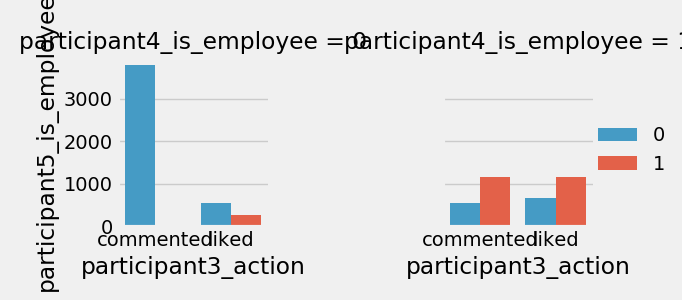 participant4_is_employee = 0
participant4_is_employee = 1
participant5_is_employee
3000
2000
1000
0
commented
liked
commented
liked
participant3_action
participant3_action
0
1